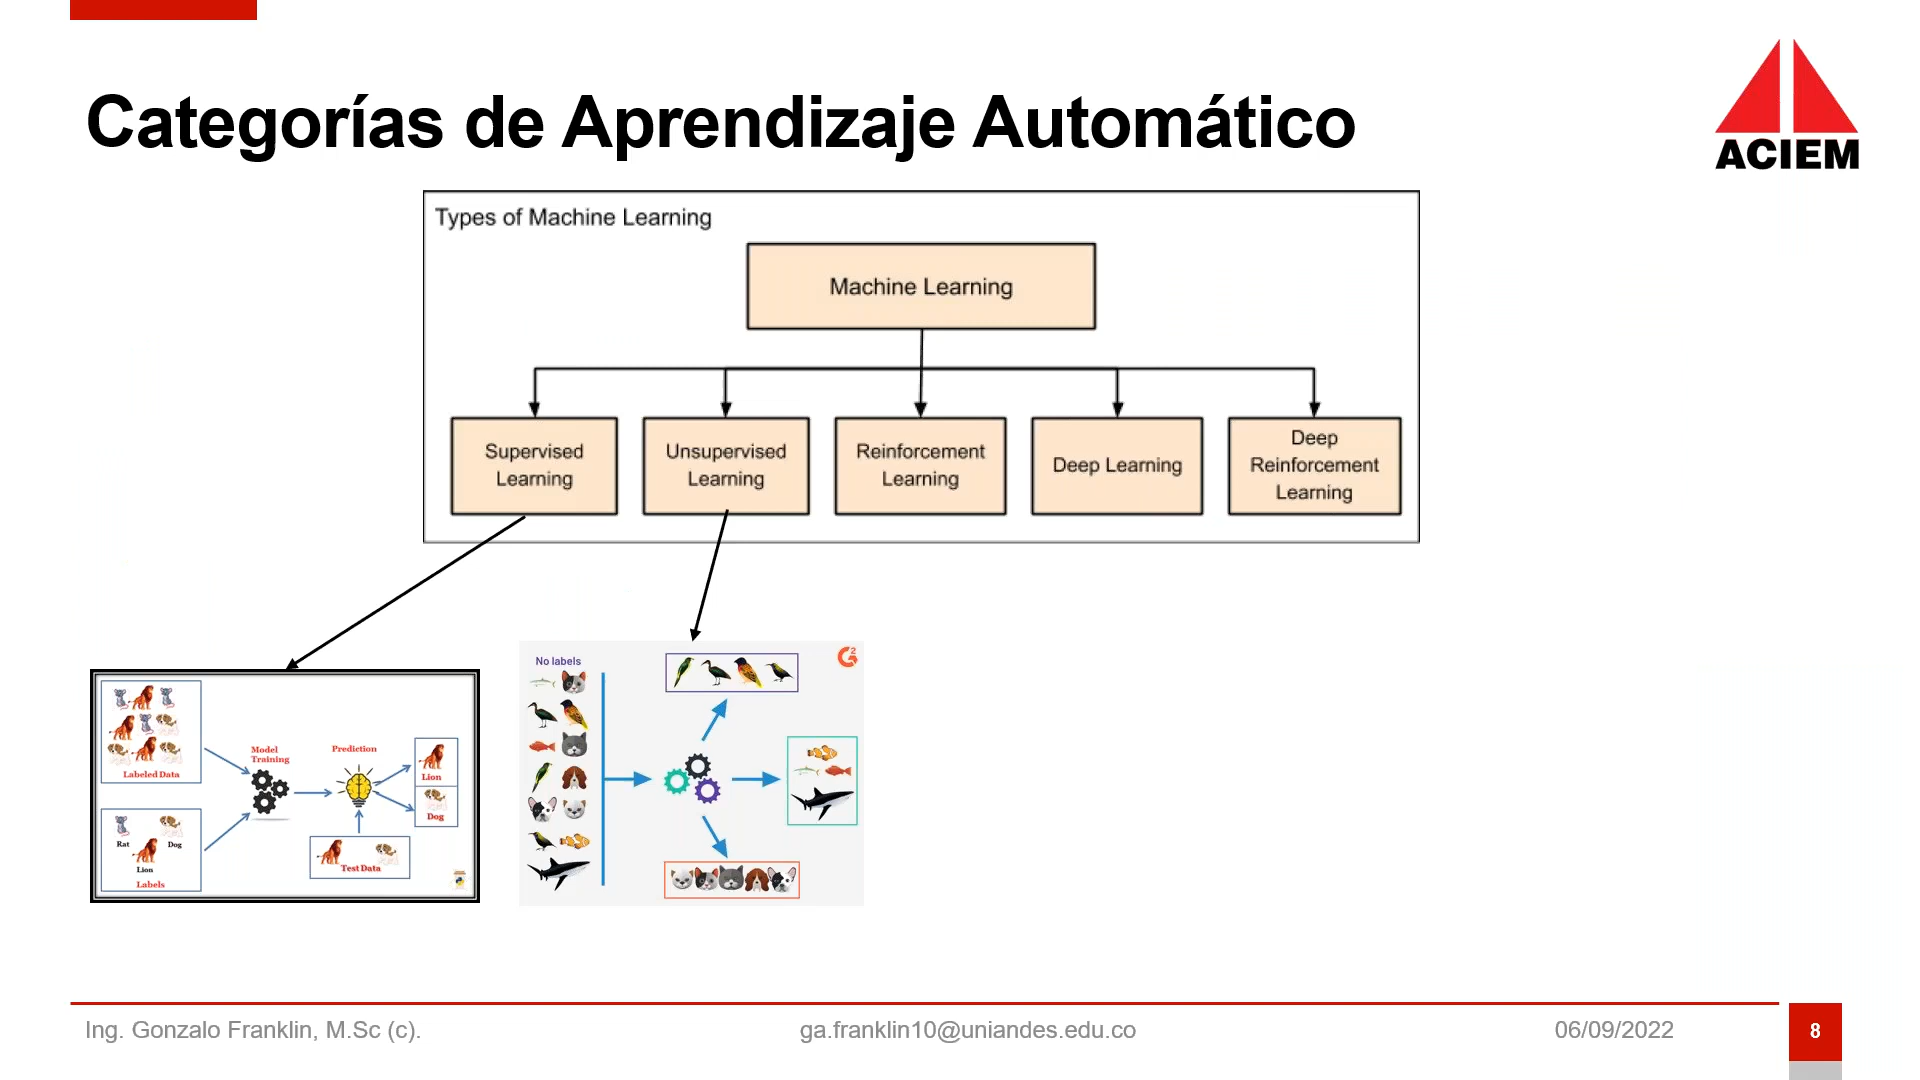 Categorías de Aprendizaje Automático
ACIEM
Types of Machine Learning
Machine Learning
Supervised
Learning
Unsupervised
Learning
Reinforcement
Learning
Deep Learning
Deep
Reinforcement
Learning
Labeled Data
Model
Training
Prediction
Lion
Dog
Rat
Dog
Lion
Labels
Test Data
No labels
G2
Ing. Gonzalo Franklin, M.Sc (c).
ga.franklin10@uniandes.edu.co
06/09/2022
8